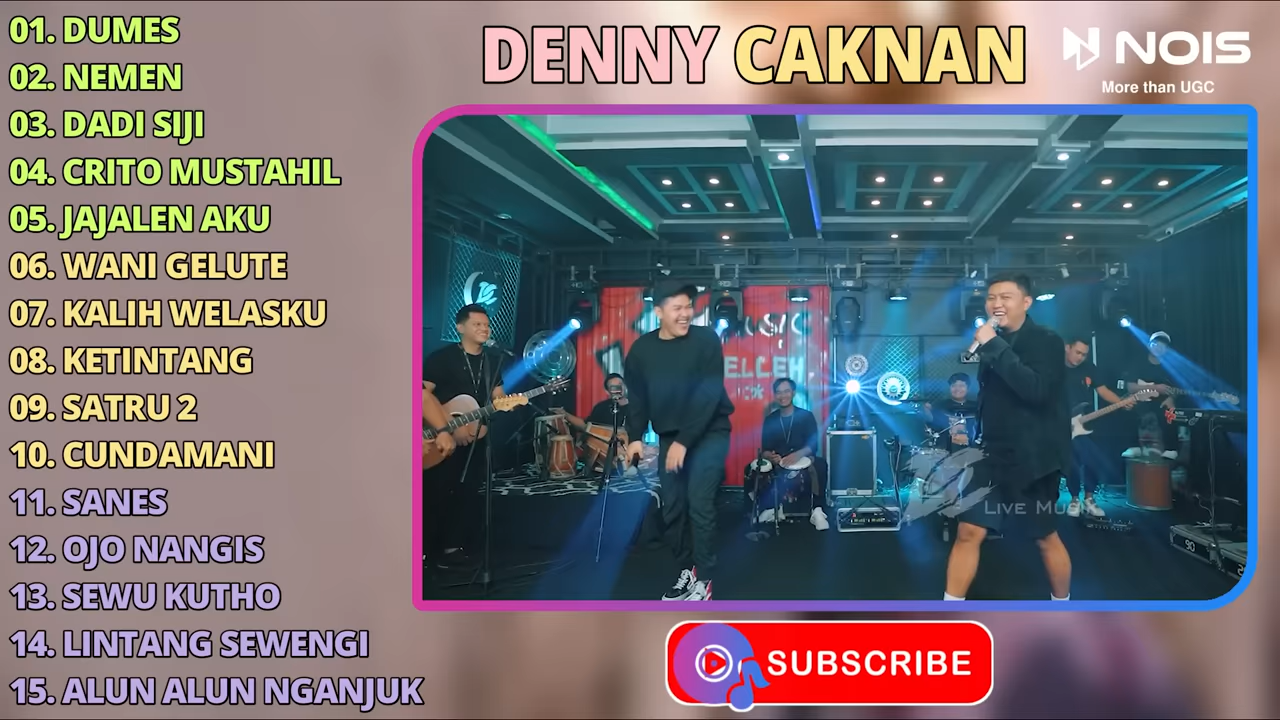 01. DUMES
02. NEMEN
03. DADI SIJI
04. CRITO MUSTAHIL
05. JAJALEN AKU
06. WANI GELUTE
07. KALIH WELASKU
08. KETINTANG
09. SATRU 2
10. CUNDAMANI
11. SANES
12. OJO NANGIS
13. SEWU KUTHO
14. LINTANG SEWENGI
15. ALUN ALUN NGANJUK
DENNY CAKNAN
NOIS
More than UGC
LIVE MUSIK
SUBSCRIBE